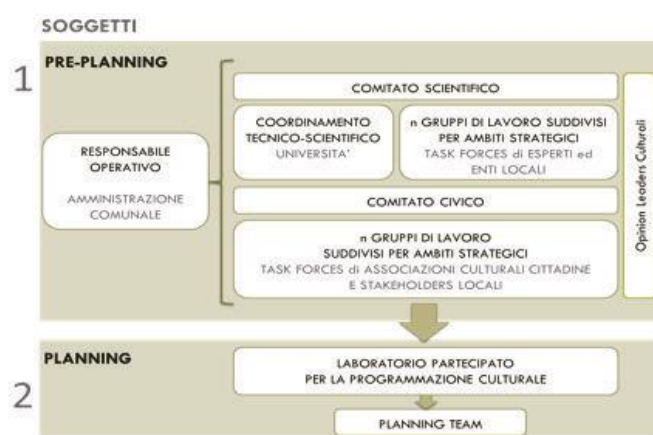 SOGGETTI
1
PRE-PLANNING
RESPONSABILE
OPERATIVO
AMMINISTRAZIONE
COMUNALE
COMITATO SCIENTIFICO
COORDINAMENTO
TECNICO-SCIENTIFICO
UNIVERSITA'
n GRUPPI DI LAVORO SUDDIVISI
PER AMBITI STRATEGICI
TASK FORCES di ESPERTI ed
ENTI LOCALI
COMITATO CIVICO
n GRUPPI DI LAVORO
SUDDIVISI PER AMBITI STRATEGICI
TASK FORCES di ASSOCIAZIONI CULTURALI CITTADINE
E STAKEHOLDERS LOCALI
Opinion Leaders Culturali
2
PLANNING
LABORATORIO PARTECIPATO
PER LA PROGRAMMAZIONE CULTURALE
PLANNING TEAM